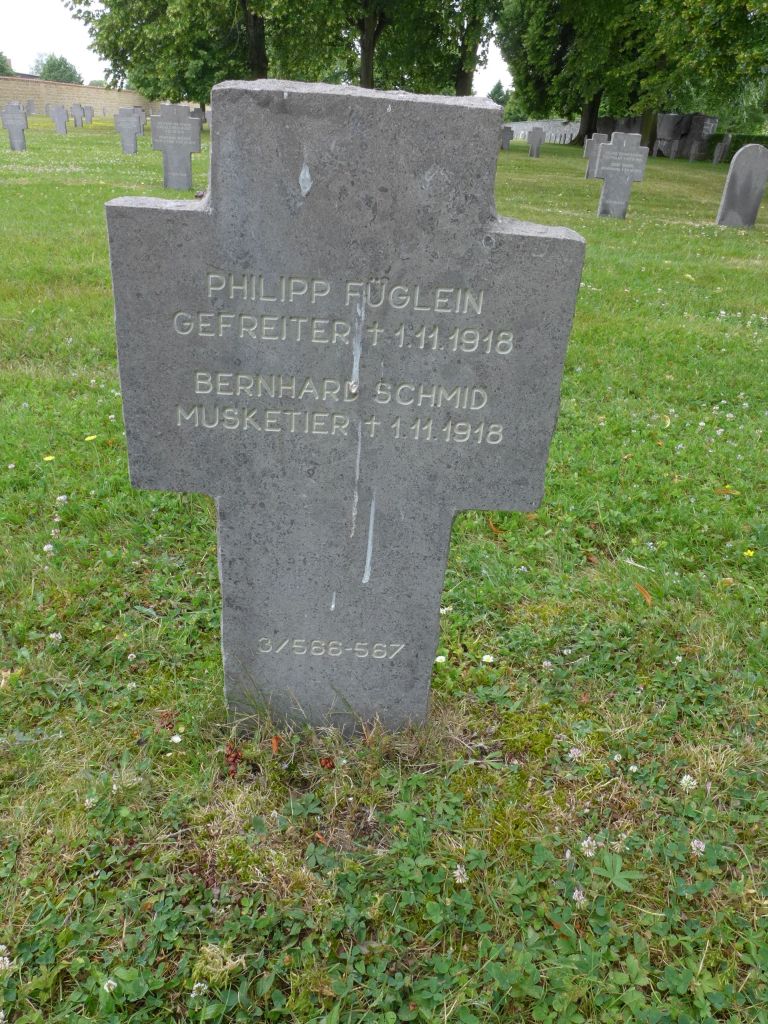 PHILIPP FÜGLEIN
GEFREITER † 1.11.1918
BERNHARD SCHMID
MUSKETIER † 1.11.1918
3/566-567